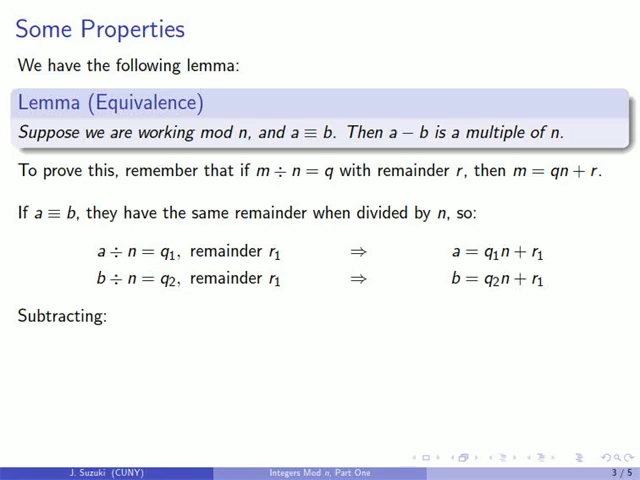 Some Properties
We have the following lemma:
Lemma (Equivalence)
Suppose we are working mod n, and a ≡ b. Then a − b is a multiple of n.
To prove this, remember that if m ÷ n = q with remainder r, then m = qn + r.
If a ≡ b, they have the same remainder when divided by n, so:
a ÷ n = q₁, remainder r₁ ⇒ a = q₁n + r₁
b ÷ n = q₂, remainder r₁ ⇒ b = q₂n + r₁
Subtracting:
J. Suzuki (CUNY) Integers Mod n, Part One 3 / 5